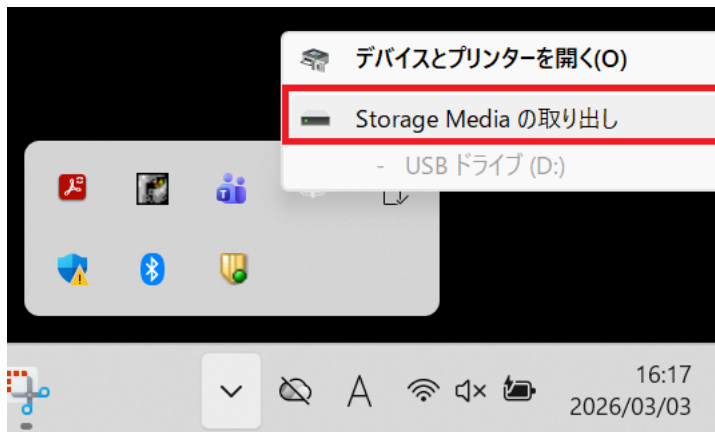 デバイスとプリンターを開く(O)
Storage Media の取り出し
- USB ドライブ (D:)
A
16:17
2026/03/03